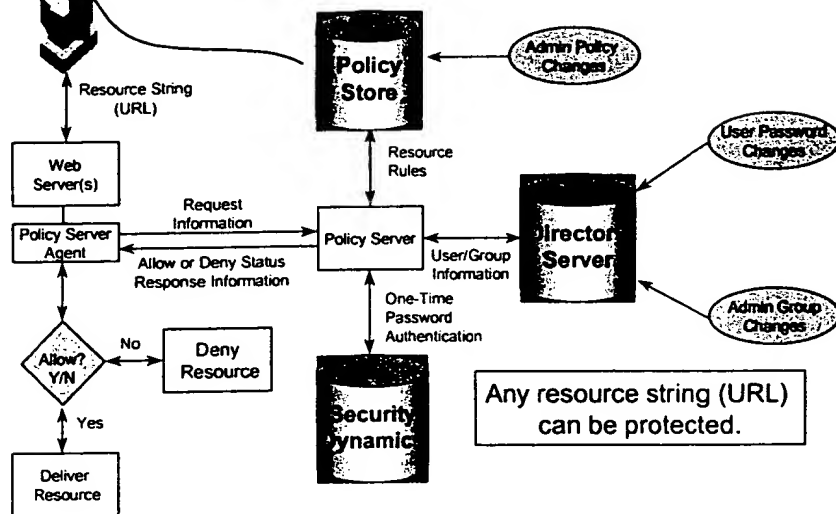 Policy
Store
Admin Policy
Changes
Resource String
(URL)
User Password
Changes
Web
Server(s)
Resource
Rules
Request
Information
Policy Server
Agent
Policy Server
Director
Server
Allow or Deny Status
Response Information
User/Group
Information
One-Time
Password
Authentication
Admin Group
Changes
Allow?
Y/N
No
Deny
Resource
Security
Dynamic
Any resource string (URL)
can be protected.
Yes
Deliver
Resource